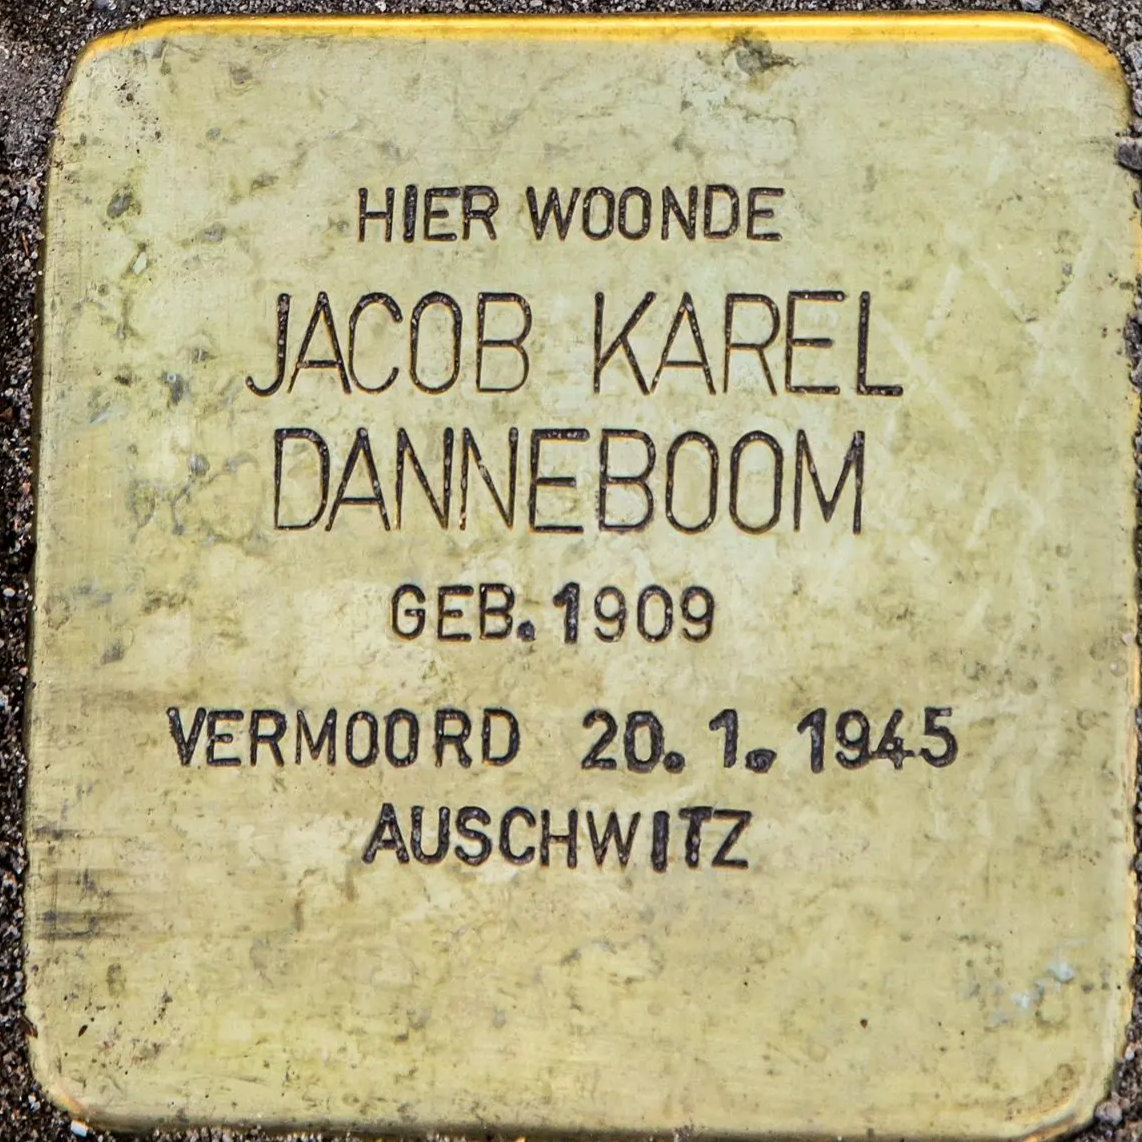 HIER WOONDE
JACOB KAREL
DANNEBOOM
GEB. 1909
VERMOORD 20. 1. 1945
AUSCHWITZ